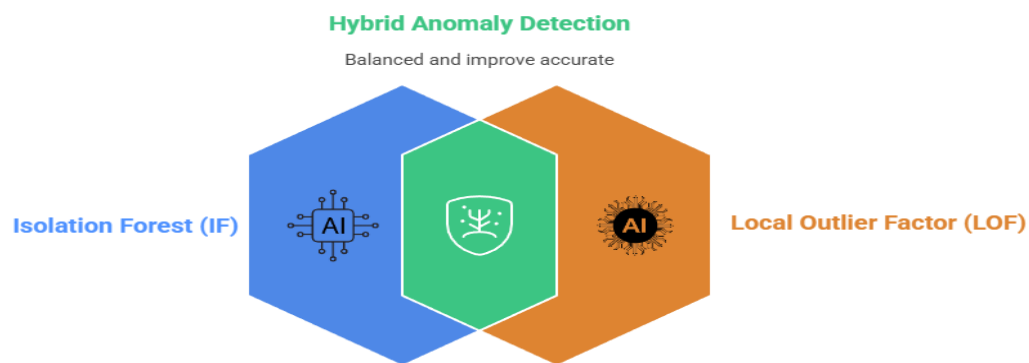 Hybrid Anomaly Detection
Balanced and improve accurate
Isolation Forest (IF)
AI
AI
Local Outlier Factor (LOF)